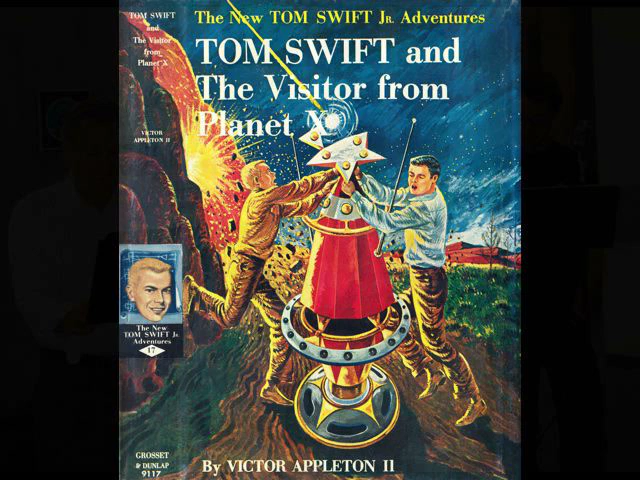 TOM SWIFT
and
The Visitor
from
Planet X
VICTOR
APPLETON II
The New
TOM SWIFT Jr.
Adventures
17
GROSSET
& DUNLAP
9117
The New TOM SWIFT Jr. Adventures
TOM SWIFT and
The Visitor from
Planet X
By VICTOR APPLETON II